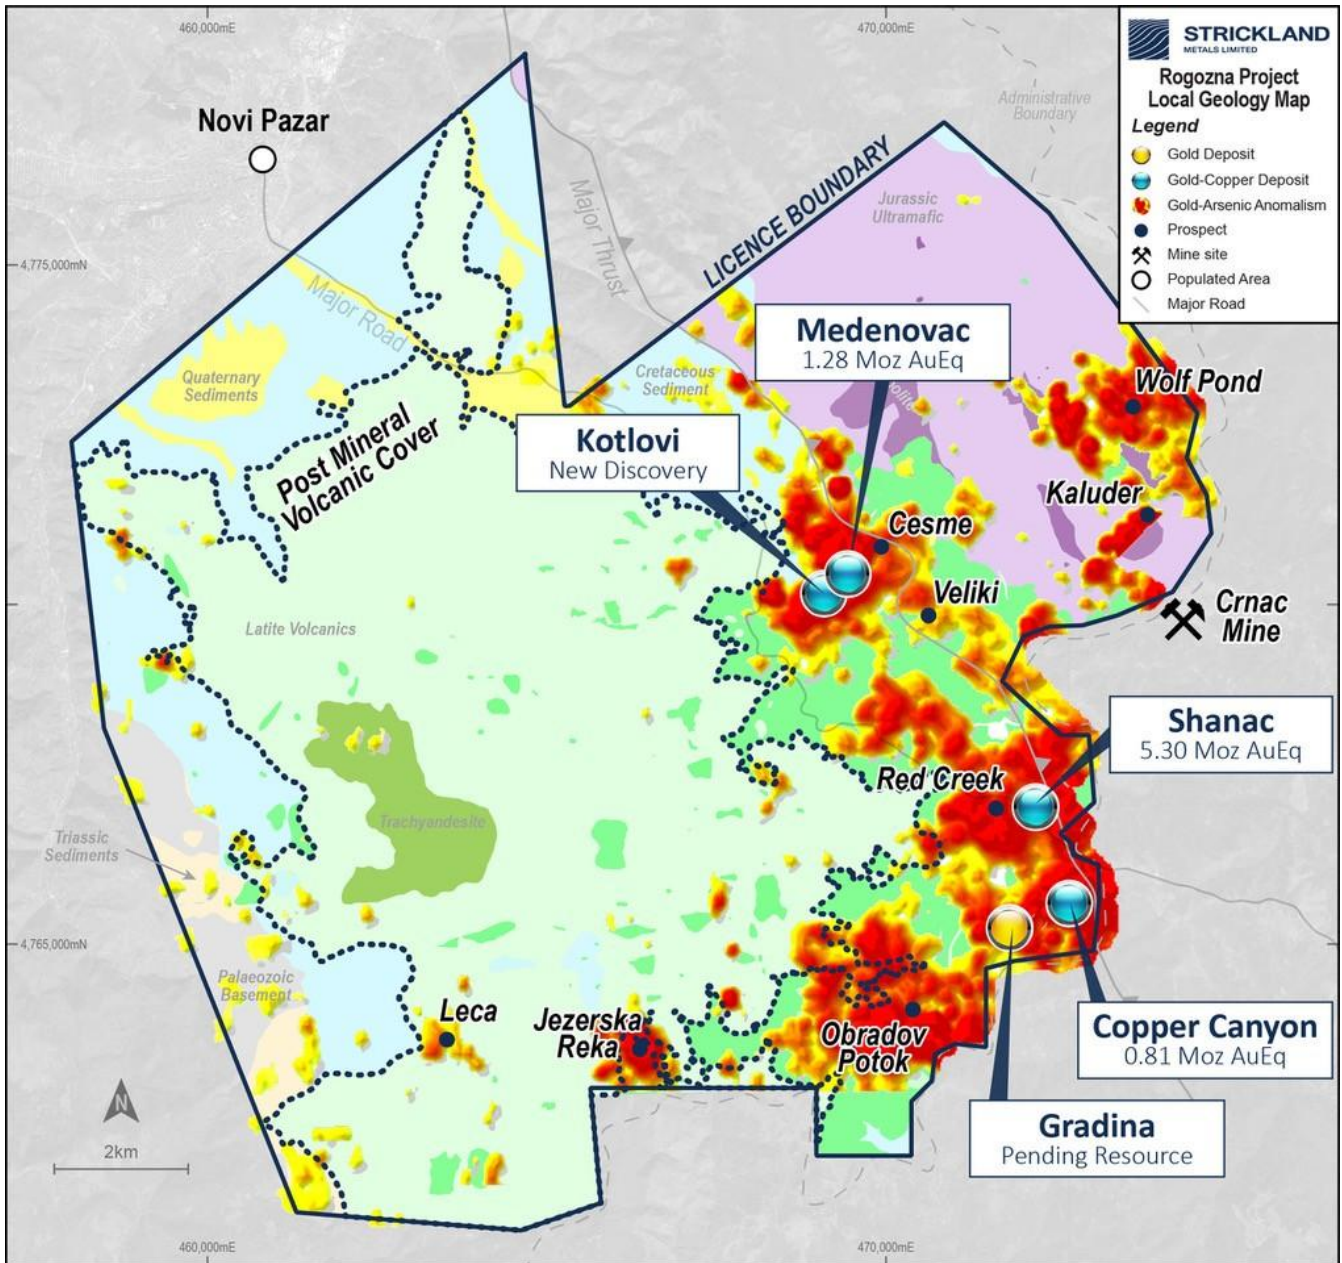 460,000mE
470,000mE
STRICKLAND
METALS LIMITED
Rogozna Project
Local Geology Map
Legend
Gold Deposit
Gold-Copper Deposit
Gold-Arsenic Anomalism
Prospect
Mine site
Populated Area
Major Road
Administrative
Boundary
Novi Pazar
LICENCE BOUNDARY
Jurassic
Ultramafic
Major Thrust
4,775,000mN
Major Road
Medenovac
1.28 Moz AuEq
Quaternary
Sediments
Cretaceous
Sediment
Wolf Pond
Post Mineral
Volcanic Cover
Kotlovi
New Discovery
Kaluder
Cesme
Veliki
Crnac
Mine
Latite Volcanics
Shanac
5.30 Moz AuEq
Red Creek
Trachyandesite
Triassic
Sediments
4,765,000mN
Palaeozoic
Basement
Leca
Jezerska
Reka
Obradov
Potok
Copper Canyon
0.81 Moz AuEq
N
2km
Gradina
Pending Resource
460,000mE
470,000mE